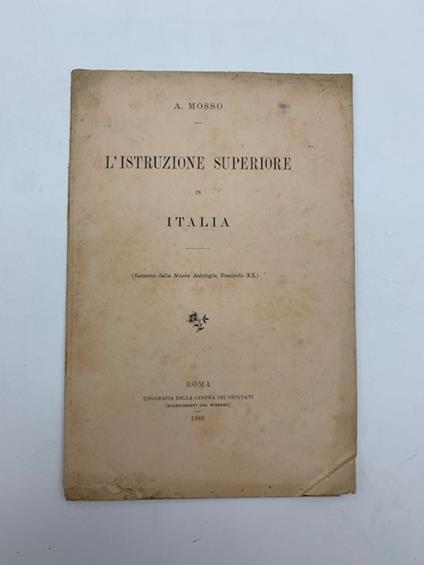 A. MOSSO
L'ISTRUZIONE SUPERIORE
IN
ITALIA
(Estratto dalla Nuova Antologia, Fascicolo XX.)
ROMA
TIPOGRAFIA DELLA CAMERA DEI DEPUTATI
(STABILIMENTI DEL FIBRENO)
1886